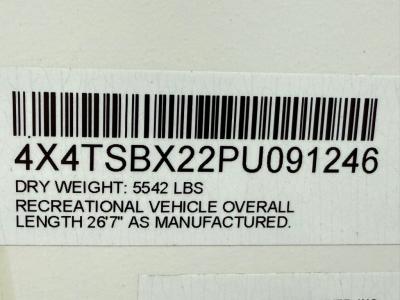 4X4TSBX22PU091246
DRY WEIGHT: 5542 LBS
RECREATIONAL VEHICLE OVERALL
LENGTH 26'7" AS MANUFACTURED.